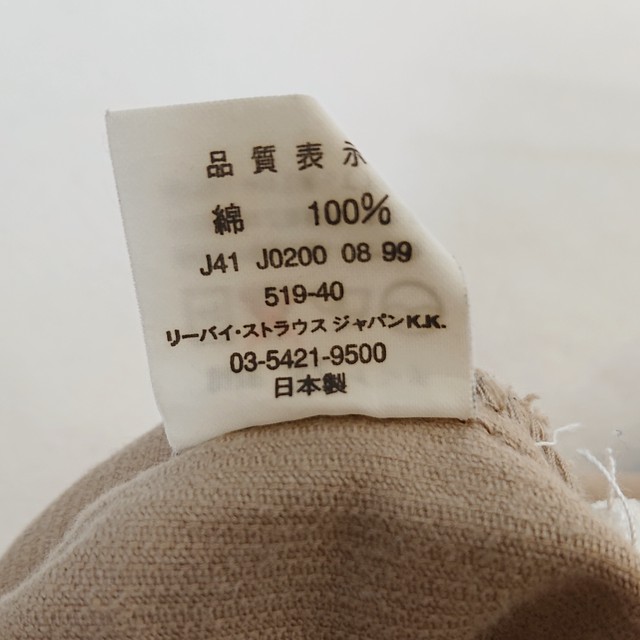 品質表示
綿 100%
J41 J0200 08 99
519-40
リーバイ・ストラウス ジャパンK.K.
03-5421-9500
日本製